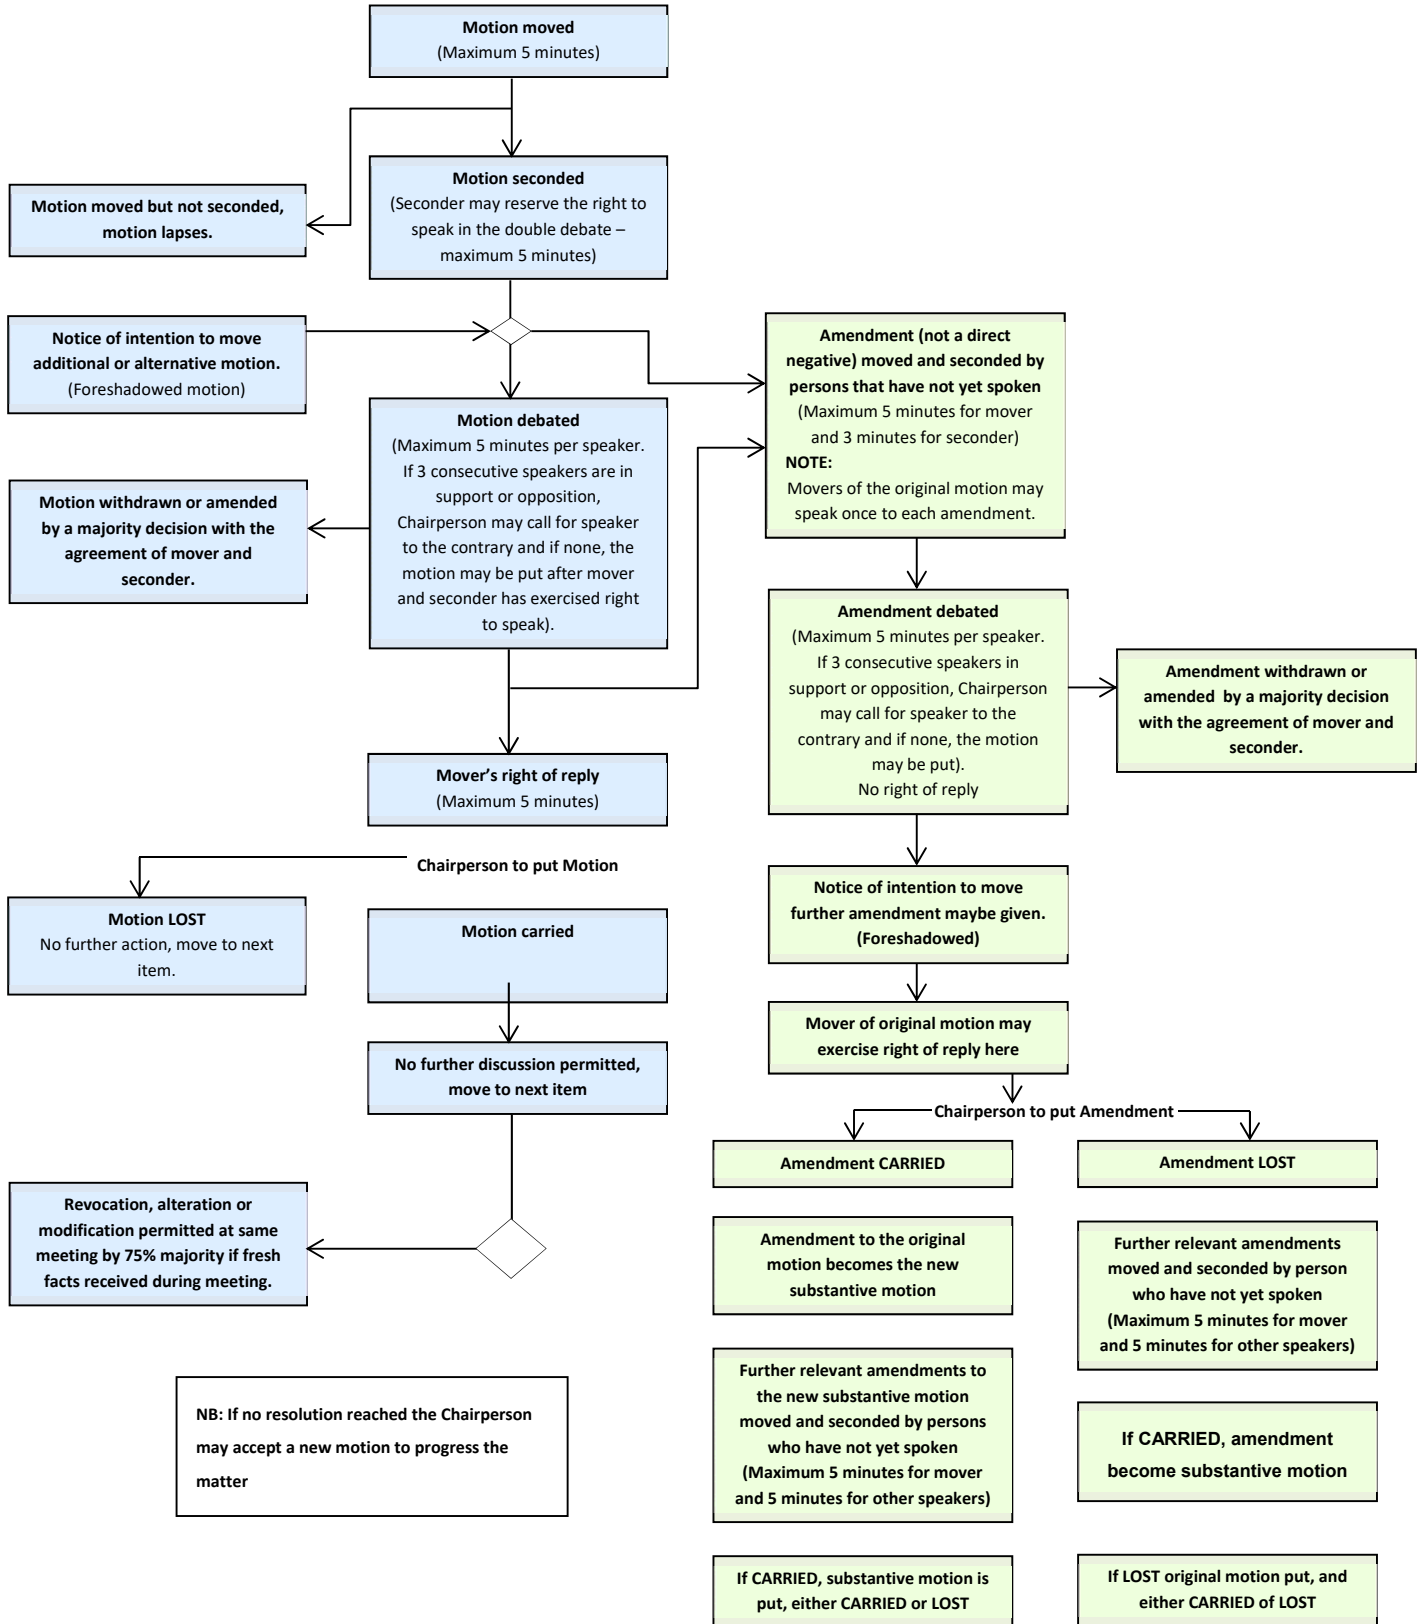 Motion moved
(Maximum 5 minutes)
Motion seconded
(Seconder may reserve the right to
speak in the double debate –
maximum 5 minutes)
Motion moved but not seconded,
motion lapses.
Notice of intention to move
additional or alternative motion.
(Foreshadowed motion)
Motion debated
(Maximum 5 minutes per speaker.
If 3 consecutive speakers are in
support or opposition,
Chairperson may call for speaker
to the contrary and if none, the
motion may be put after mover
and seconder has exercised right
to speak).
Motion withdrawn or amended
by a majority decision with the
agreement of mover and
seconder.
Mover’s right of reply
(Maximum 5 minutes)
Chairperson to put Motion
Motion LOST
No further action, move to next
item.
Motion carried
No further discussion permitted,
move to next item
Revocation, alteration or
modification permitted at same
meeting by 75% majority if fresh
facts received during meeting.
NB: If no resolution reached the Chairperson
may accept a new motion to progress the
matter
Amendment (not a direct
negative) moved and seconded by
persons that have not yet spoken
(Maximum 5 minutes for mover
and 3 minutes for seconder)
NOTE:
Movers of the original motion may
speak once to each amendment.
Amendment debated
(Maximum 5 minutes per speaker.
If 3 consecutive speakers in
support or opposition, Chairperson
may call for speaker to the
contrary and if none, the motion
may be put).
No right of reply
Amendment withdrawn or
amended by a majority decision
with the agreement of mover and
seconder.
Notice of intention to move
further amendment maybe given.
(Foreshadowed)
Mover of original motion may
exercise right of reply here
Chairperson to put Amendment
Amendment CARRIED
Amendment to the original
motion becomes the new
substantive motion
Further relevant amendments to
the new substantive motion
moved and seconded by persons
who have not yet spoken
(Maximum 5 minutes for mover
and 5 minutes for other speakers)
If CARRIED, substantive motion is
put, either CARRIED or LOST
Amendment LOST
Further relevant amendments
moved and seconded by person
who have not yet spoken
(Maximum 5 minutes for mover
and 5 minutes for other speakers)
If CARRIED, amendment
become substantive motion
If LOST original motion put, and
either CARRIED of LOST